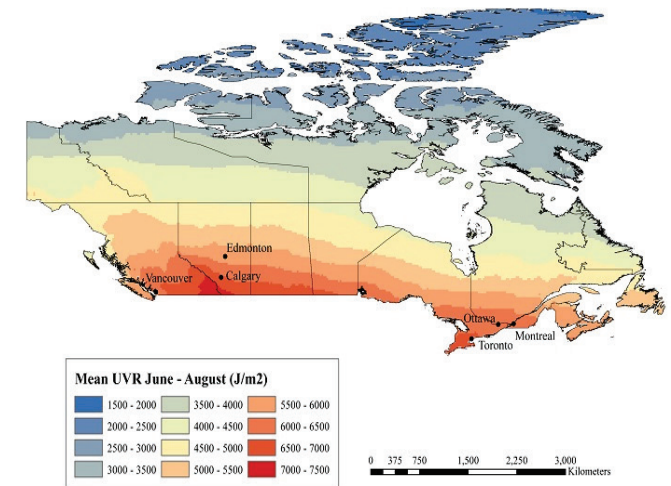 Edmonton
Calgary
Vancouver
Ottawa
Montreal
Toronto
Mean UVR June - August (J/m2)
1500 - 2000
3500 - 4000
5500 - 6000
2000 - 2500
4000 - 4500
6000 - 6500
2500 - 3000
4500 - 5000
6500 - 7000
3000 - 3500
5000 - 5500
7000 - 7500
0 375 750 1,500 2,250 3,000
Kilometers